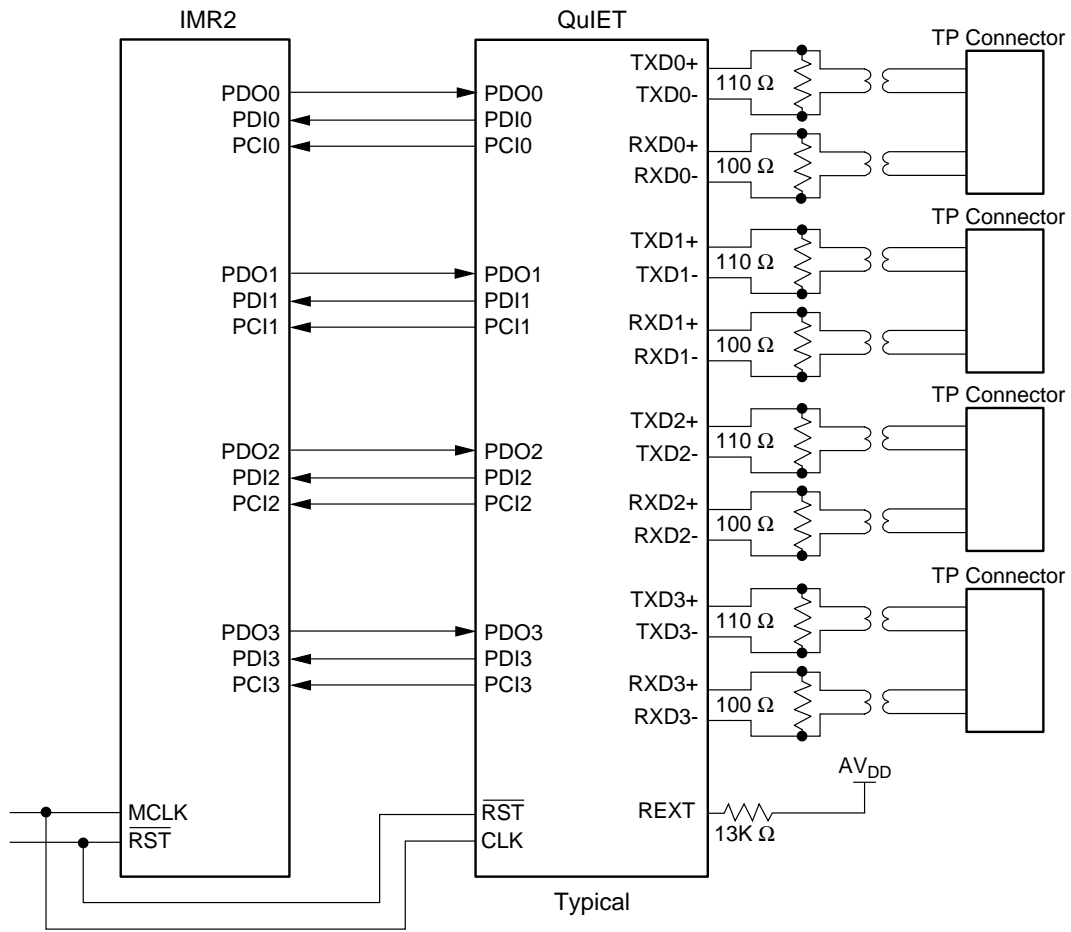 IMR2
QuIET
TP Connector
PDO0
PDI0
PCI0
PDO0
PDI0
PCI0
TXD0+
110 Ω
TXD0-
RXD0+
100 Ω
RXD0-
TP Connector
PDO1
PDI1
PCI1
PDO1
PDI1
PCI1
TXD1+
110 Ω
TXD1-
RXD1+
100 Ω
RXD1-
TP Connector
PDO2
PDI2
PCI2
PDO2
PDI2
PCI2
TXD2+
110 Ω
TXD2-
RXD2+
100 Ω
RXD2-
TP Connector
PDO3
PDI3
PCI3
PDO3
PDI3
PCI3
TXD3+
110 Ω
TXD3-
RXD3+
100 Ω
RXD3-
AVDD
MCLK
RST
RST
CLK
REXT
13K Ω
Typical